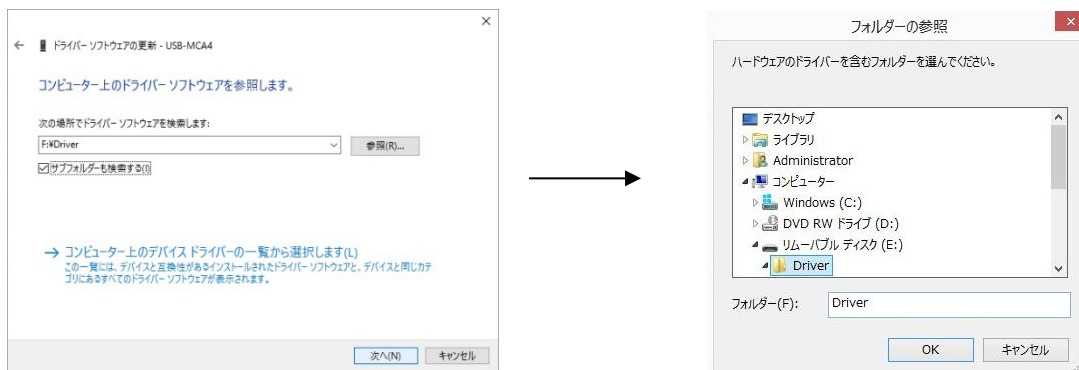 ドライバー ソフトウェアの更新 - USB-MCA4
コンピューター上のドライバー ソフトウェアを参照します。
次の場所でドライバー ソフトウェアを検索します:
F:¥Driver
参照(R)...
サブフォルダーも検索する(I)
→ コンピューター上のデバイス ドライバーの一覧から選択します(L)
この一覧には、デバイスと互換性があるインストールされたドライバー ソフトウェアと、デバイスと同じカテ
ゴリにあるすべてのドライバー ソフトウェアが表示されます。
次へ(N)
キャンセル
フォルダーの参照
ハードウェアのドライバーを含むフォルダーを選んでください。
デスクトップ
ライブラリ
Administrator
コンピューター
Windows (C:)
DVD RW ドライブ (D:)
リムーバブル ディスク (E:)
Driver
フォルダー(F):
Driver
OK
キャンセル